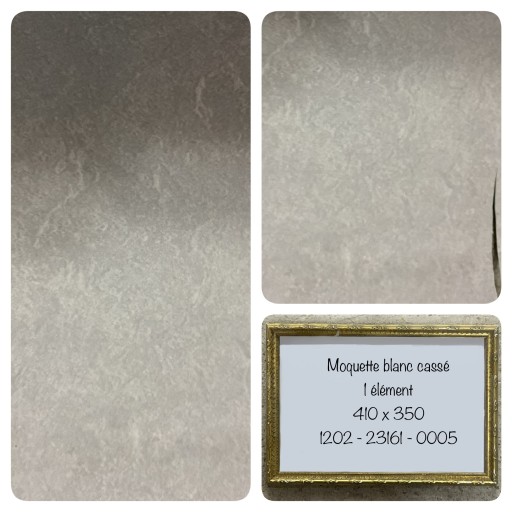 Moquette blanc cassé
1 élément
410 x 350
1202 - 23161 - 0005